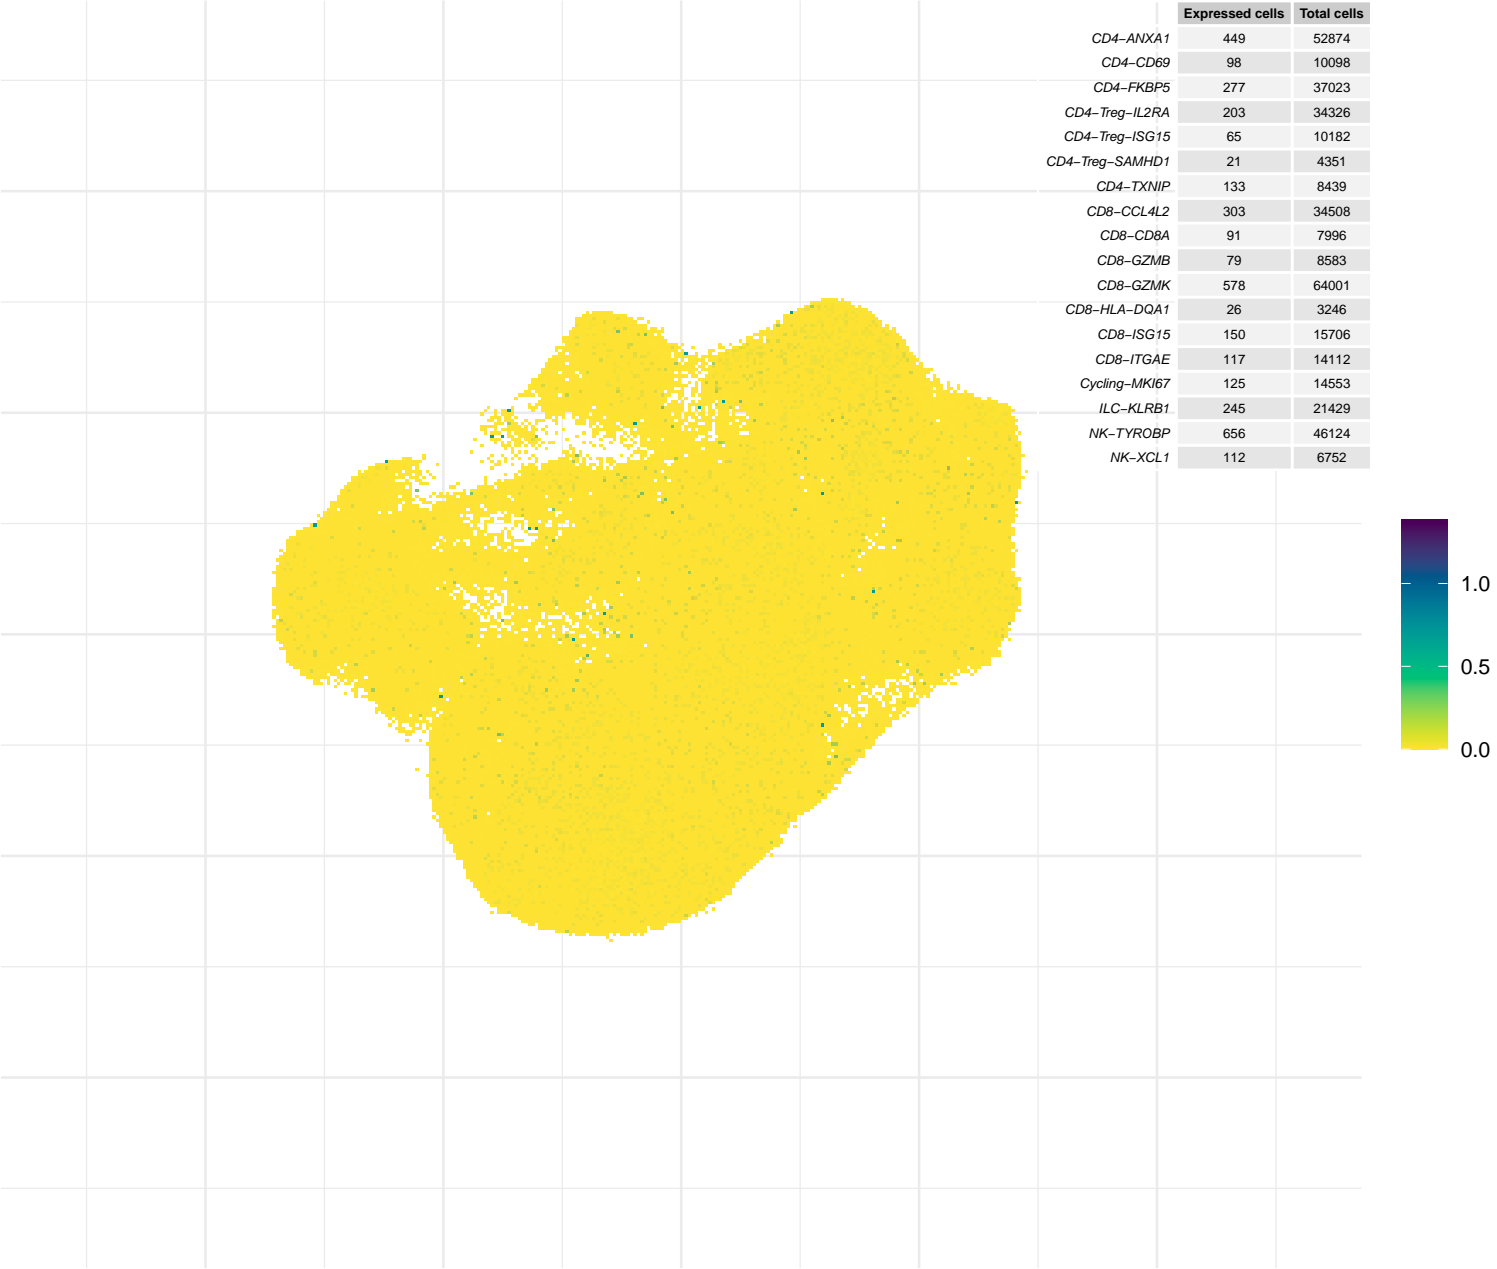 Expressed cells Total cells
CD4−ANXA1 449 52874
CD4−CD69 98 10098
CD4−FKBP5 277 37023
CD4−Treg−IL2RA 203 34326
CD4−Treg−ISG15 65 10182
CD4−Treg−SAMHD1 21 4351
CD4−TXNIP 133 8439
CD8−CCL4L2 303 34508
CD8−CD8A 91 7996
CD8−GZMB 79 8583
CD8−GZMK 578 64001
CD8−HLA−DQA1 26 3246
CD8−ISG15 150 15706
CD8−ITGAE 117 14112
Cycling−MKI67 125 14553
ILC−KLRB1 245 21429
NK−TYROBP 656 46124
NK−XCL1 112 6752
1.0
0.5
0.0